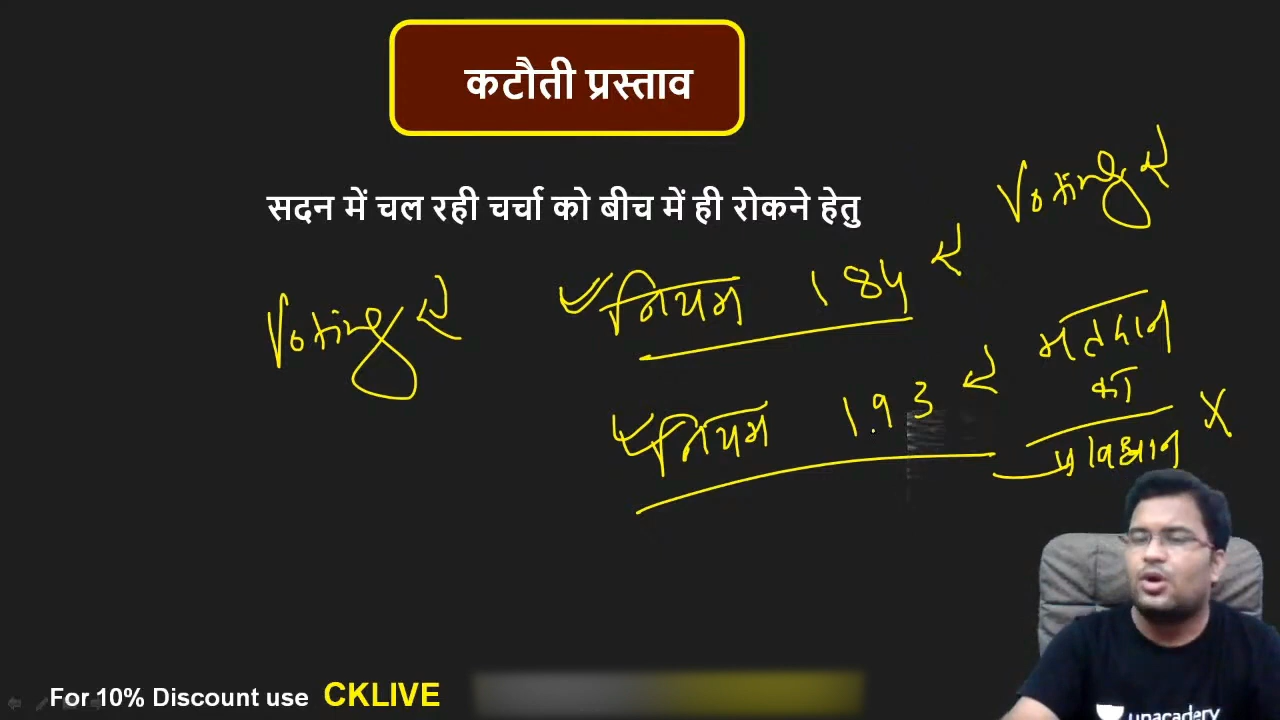 कटौती प्रस्ताव
सदन में चल रही चर्चा को बीच में ही रोकने हेतु
Voting
Voting
नियम 184
मतदान
का
प्रावधान X
नियम 193
For 10% Discount use CKLIVE
unacademy